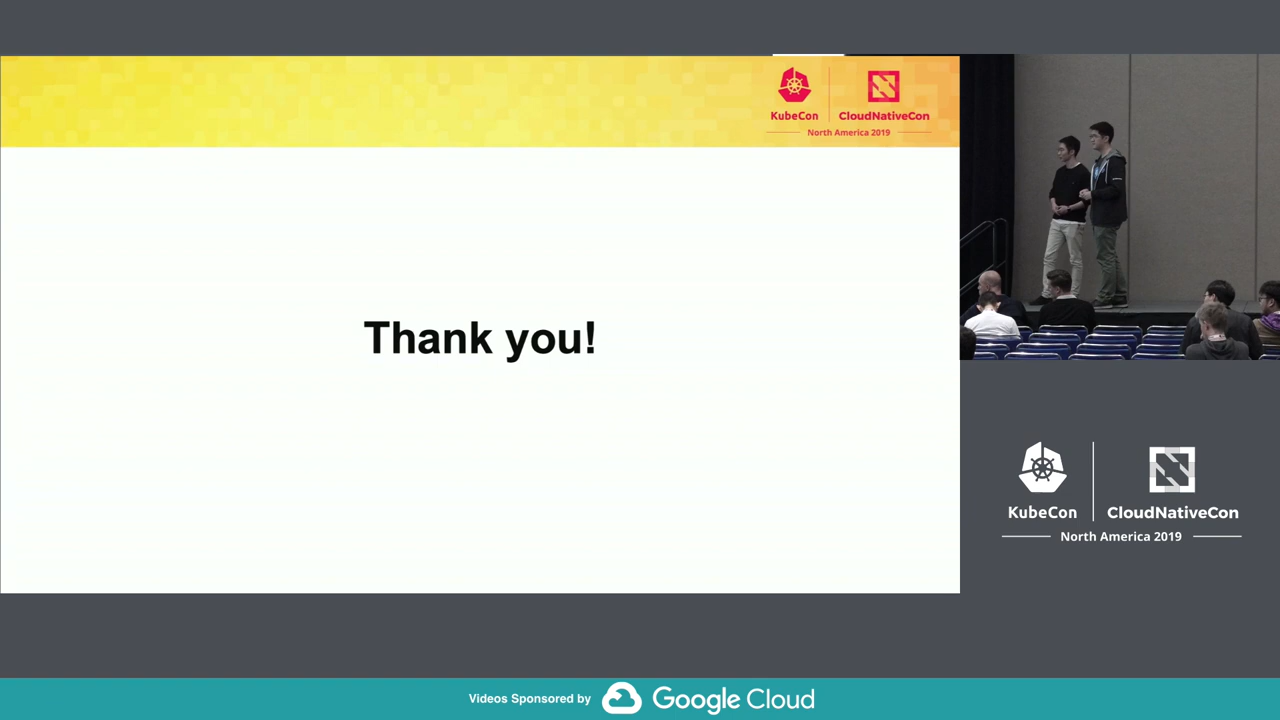 KubeCon
CloudNativeCon
North America 2019
Thank you!
KubeCon
CloudNativeCon
North America 2019
Videos Sponsored by
Google Cloud